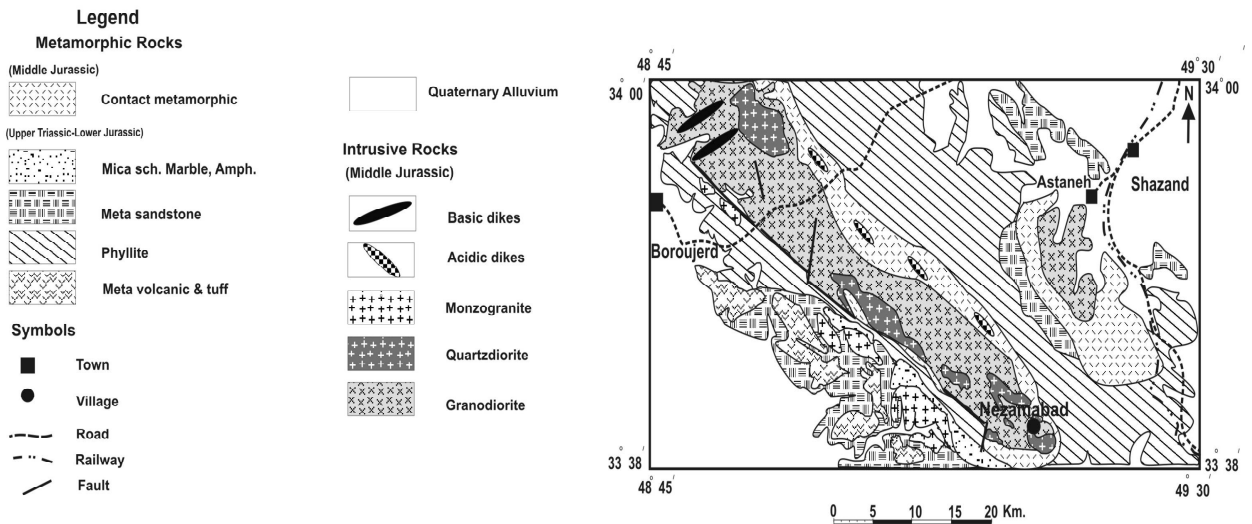 Legend
Metamorphic Rocks
(Middle Jurassic)
Contact metamorphic
(Upper Triassic-Lower Jurassic)
Mica sch. Marble, Amph.
Meta sandstone
Phyllite
Meta volcanic & tuff
Symbols
Town
Village
Road
Railway
Fault
Quaternary Alluvium
Intrusive Rocks
(Middle Jurassic)
Basic dikes
Acidic dikes
Monzogranite
Quartzdiorite
Granodiorite
48° 45′
49° 30′
34° 00′
34° 00′
N
Astaneh
Shazand
Boroujerd
Nezamabad
33° 38′
33° 38′
48° 45′
49° 30′
0 5 10 15 20 Km.